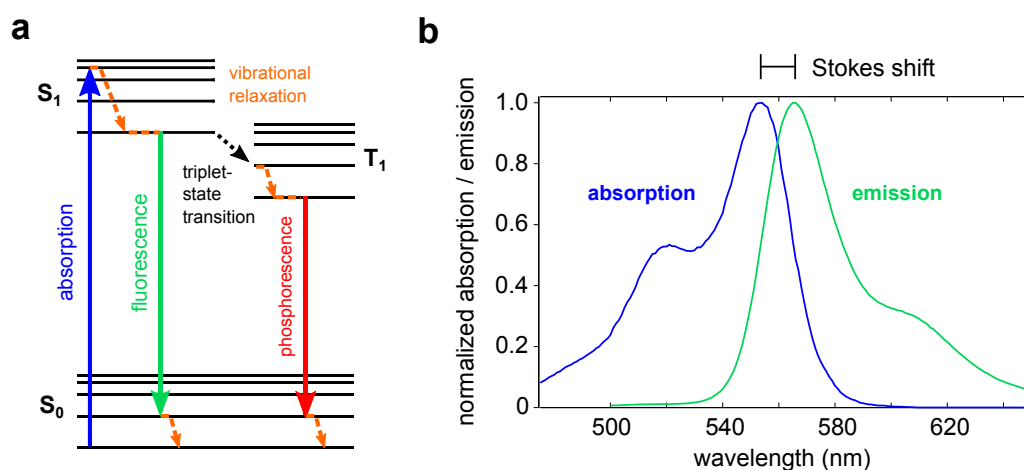 a
S1
vibrational
relaxation
T1
triplet-
state
transition
absorption
fluorescence
phosphorescence
S0
b
Stokes shift
normalized absorption / emission
1.0
0.8
0.6
0.4
0.2
0
absorption
emission
500
540
580
620
wavelength (nm)